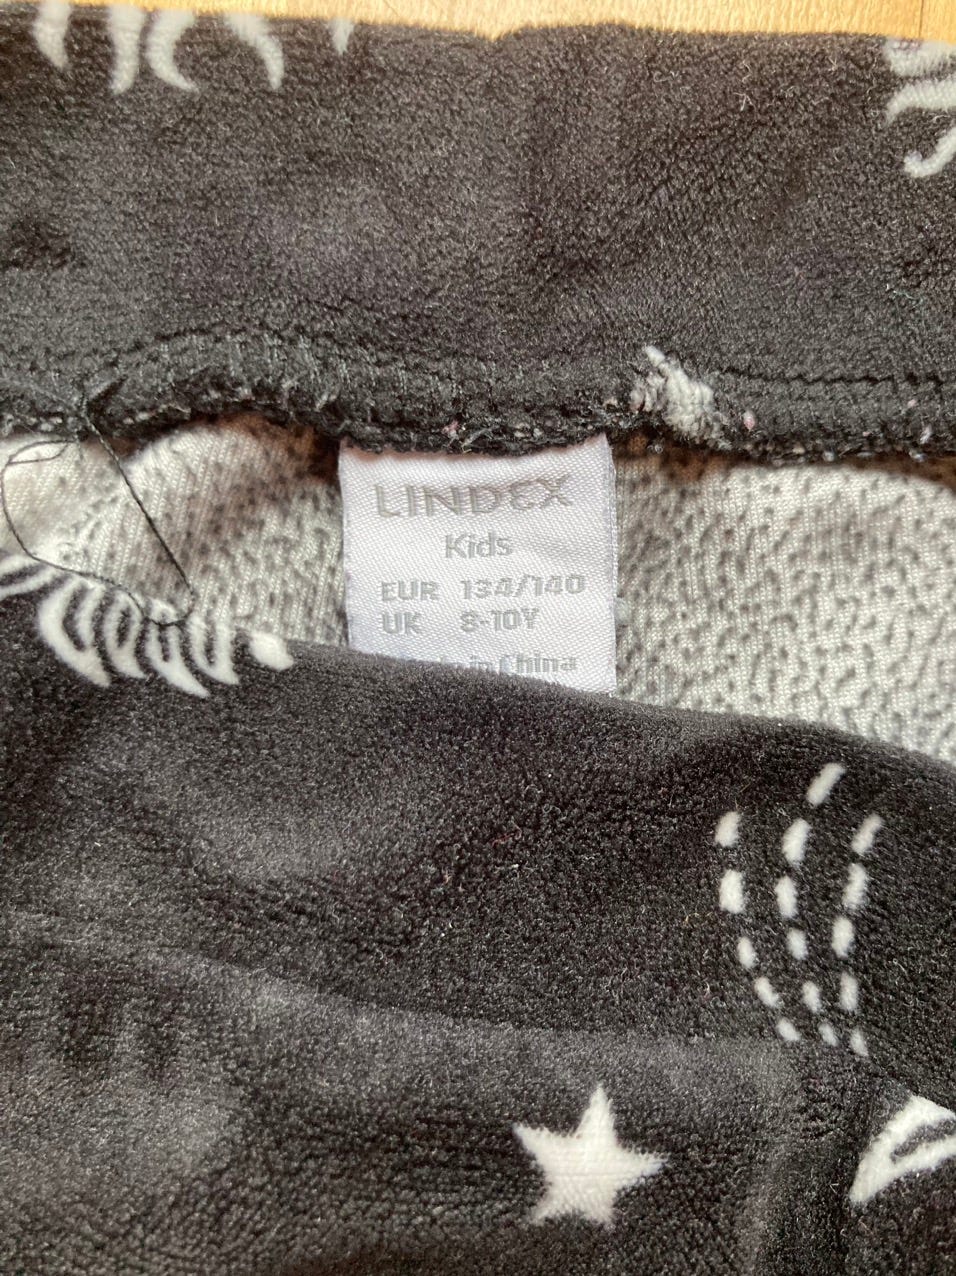 LINDEX
Kids
EUR 134/140
UK 8-10Y
in China